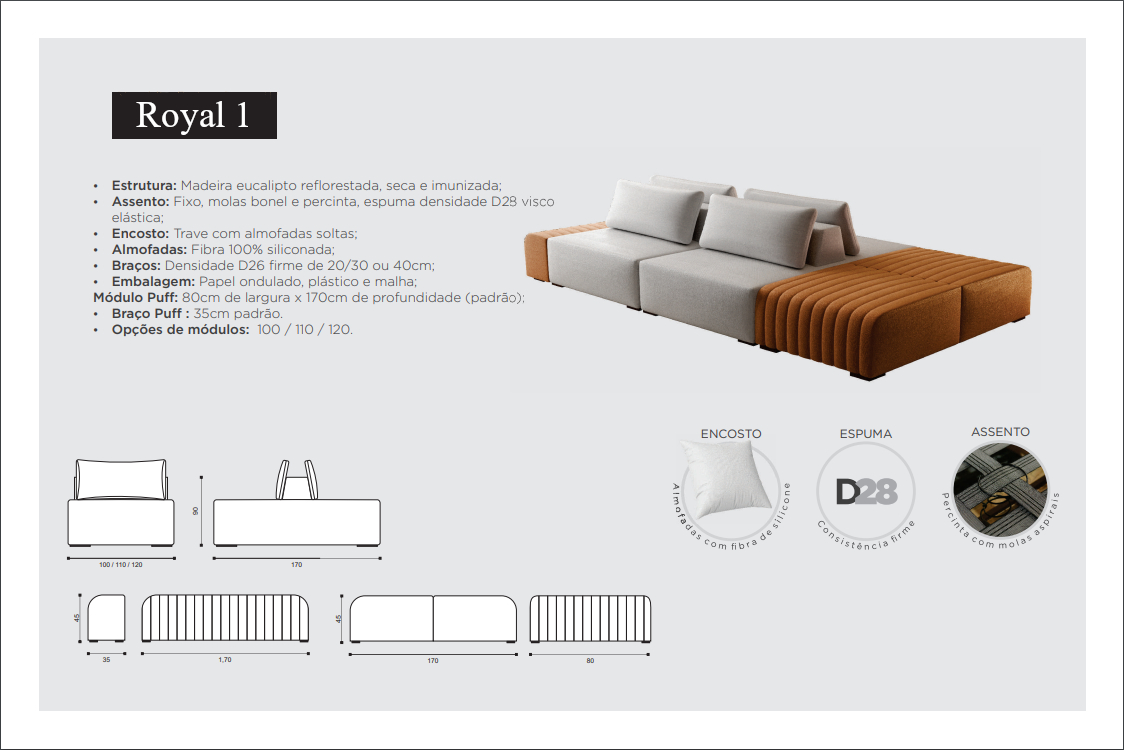 Royal 1
• Estrutura: Madeira eucalipto reflorestada, seca e imunizada;
• Assento: Fixo, molas bonel e percinta, espuma densidade D28 visco
elástica;
• Encosto: Trave com almofadas soltas;
• Almofadas: Fibra 100% siliconada;
• Braços: Densidade D26 firme de 20/30 ou 40cm;
• Embalagem: Papel ondulado, plástico e malha;
Módulo Puff: 80cm de largura x 170cm de profundidade (padrão);
• Braço Puff : 35cm padrão.
• Opções de módulos: 100 / 110 / 120.
ENCOSTO
Almofadas com fibra de silicone
ESPUMA
D28
Consistência firme
ASSENTO
Percinta com molas aspirais
90
100 / 110 / 120
170
45
35
1,70
45
170
80